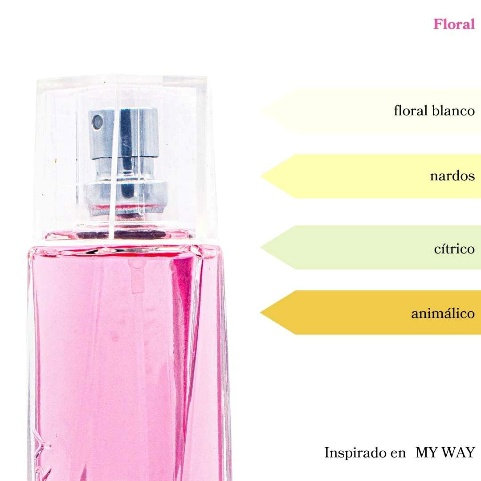 Floral
floral blanco
nardos
cítrico
animálico
Inspirado en MY WAY